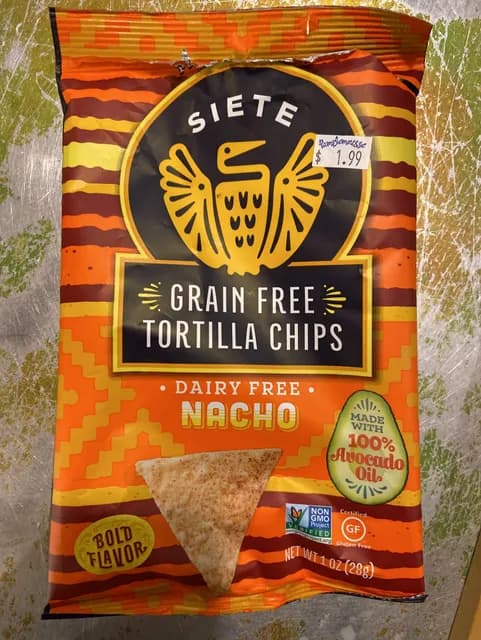 SIETE
$ 1.99
GRAIN FREE
TORTILLA CHIPS
• DAIRY FREE •
NACHO
MADE
WITH
100%
Avocado
Oil
BOLD
FLAVOR
NON
GMO
Project
VERIFIED
Certified
GF
Gluten Free
NET WT 1 OZ (28g)